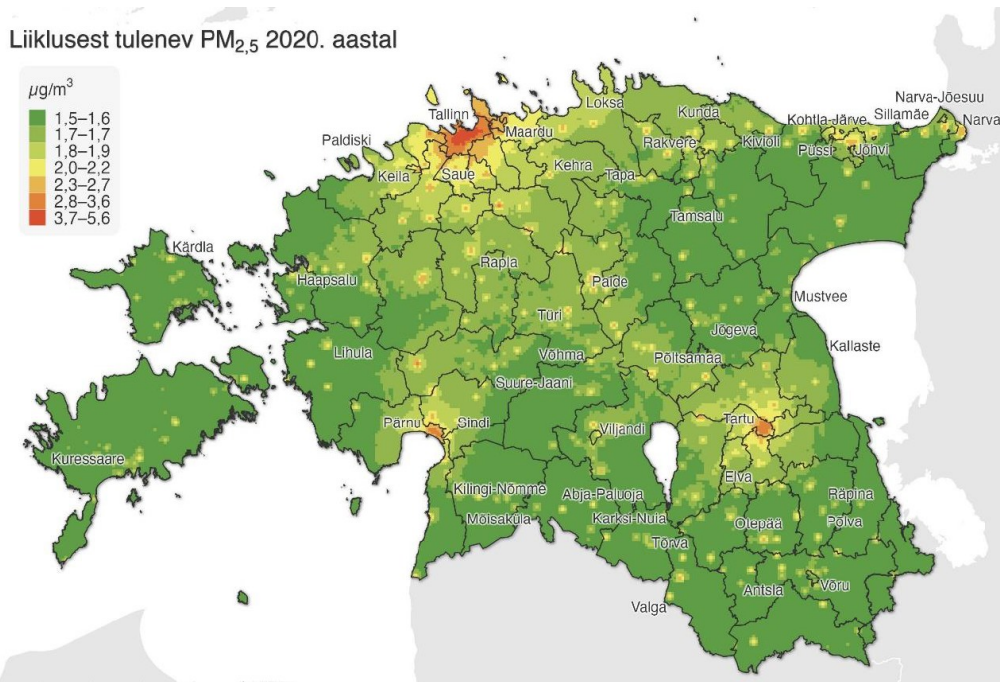 Liiklusest tulenev PM2,5 2020. aastal
µg/m³
1,5–1,6
1,7–1,7
1,8–1,9
2,0–2,2
2,3–2,7
2,8–3,6
3,7–5,6
Loksa
Narva-Jõesuu
Tallinn
Maardu
Kunda
Kohtla-Järve
Sillamäe
Narva
Paldiski
Rakvere
Kiviõli
Püssi
Jõhvi
Keila
Saue
Kehra
Tapa
Tamsalu
Kärdla
Haapsalu
Rapla
Paide
Mustvee
Türi
Jõgeva
Kallaste
Lihula
Võhma
Põltsamaa
Suure-Jaani
Pärnu
Sindi
Viljandi
Tartu
Kuressaare
Elva
Kilingi-Nõmme
Abja-Paluoja
Räpina
Mõisaküla
Karksi-Nuia
Otepää
Põlva
Tõrva
Antsla
Võru
Valga